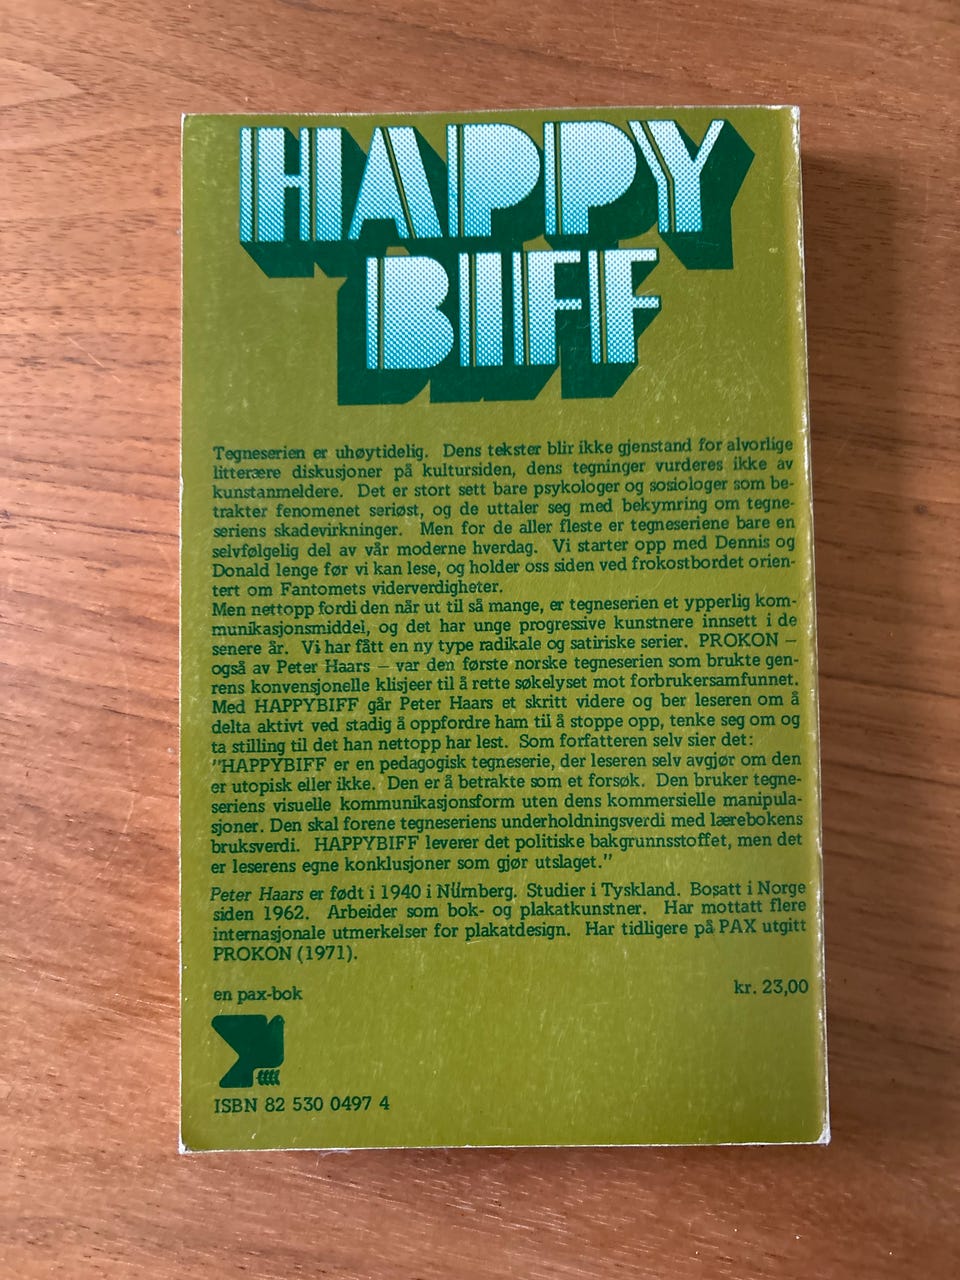 HAPPY
BIFF
Tegneserien er uhøytidelig. Dens tekster blir ikke gjenstand for alvorlige
litterære diskusjoner på kultursiden, dens tegninger vurderes ikke av
kunstanmeldere. Det er stort sett bare psykologer og sosiologer som be-
trakter fenomenet seriøst, og de uttaler seg med bekymring om tegne-
seriens skadevirkninger. Men for de aller fleste er tegneseriene bare en
selvfølgelig del av vår moderne hverdag. Vi starter opp med Dennis og
Donald lenge før vi kan lese, og holder oss siden ved frokostbordet orien-
tert om Fantomets viderverdigheter.
Men nettopp fordi den når ut til så mange, er tegneserien et ypperlig kom-
munikasjonsmiddel, og det har unge progressive kunstnere innsett i de
senere år. Vi har fått en ny type radikale og satiriske serier. PROKON –
også av Peter Haars – var den første norske tegneserien som brukte gen-
rens konvensjonelle klisjeer til å rette søkelyset mot forbrukersamfunnet.
Med HAPPYBIFF går Peter Haars et skritt videre og ber leseren om å
delta aktivt ved stadig å oppfordre ham til å stoppe opp, tenke seg om og
ta stilling til det han nettopp har lest. Som forfatteren selv sier det:
"HAPPYBIFF er en pedagogisk tegneserie, der leseren selv avgjør om den
er utopisk eller ikke. Den er å betrakte som et forsøk. Den bruker tegne-
seriens visuelle kommunikasjonsform uten dens kommersielle manipula-
sjoner. Den skal forene tegneseriens underholdningsverdi med lærebokens
bruksverdi. HAPPYBIFF leverer det politiske bakgrunnsstoffet, men det
er leserens egne konklusjoner som gjør utslaget."
Peter Haars er født i 1940 i Nürnberg. Studier i Tyskland. Bosatt i Norge
siden 1962. Arbeider som bok- og plakatkunstner. Har mottatt flere
internasjonale utmerkelser for plakatdesign. Har tidligere på PAX utgitt
PROKON (1971).
en pax-bok
kr. 23,00
ISBN 82 530 0497 4